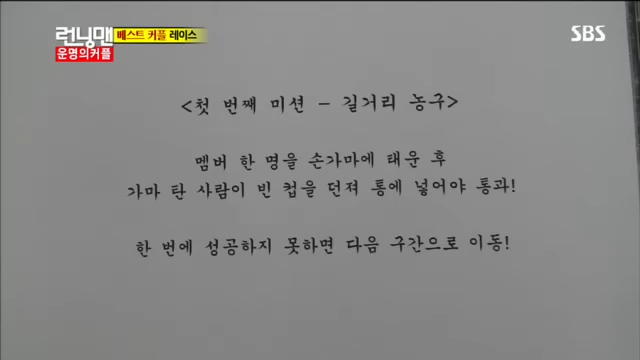 런닝맨
베스트 커플 레이스
SBS
운명의커플
<첫 번째 미션 - 길거리 농구>
멤버 한 명을 손가마에 태운 후
가마 탄 사람이 빈 컵을 던져 통에 넣어야 통과!
한 번에 성공하지 못하면 다음 구간으로 이동!